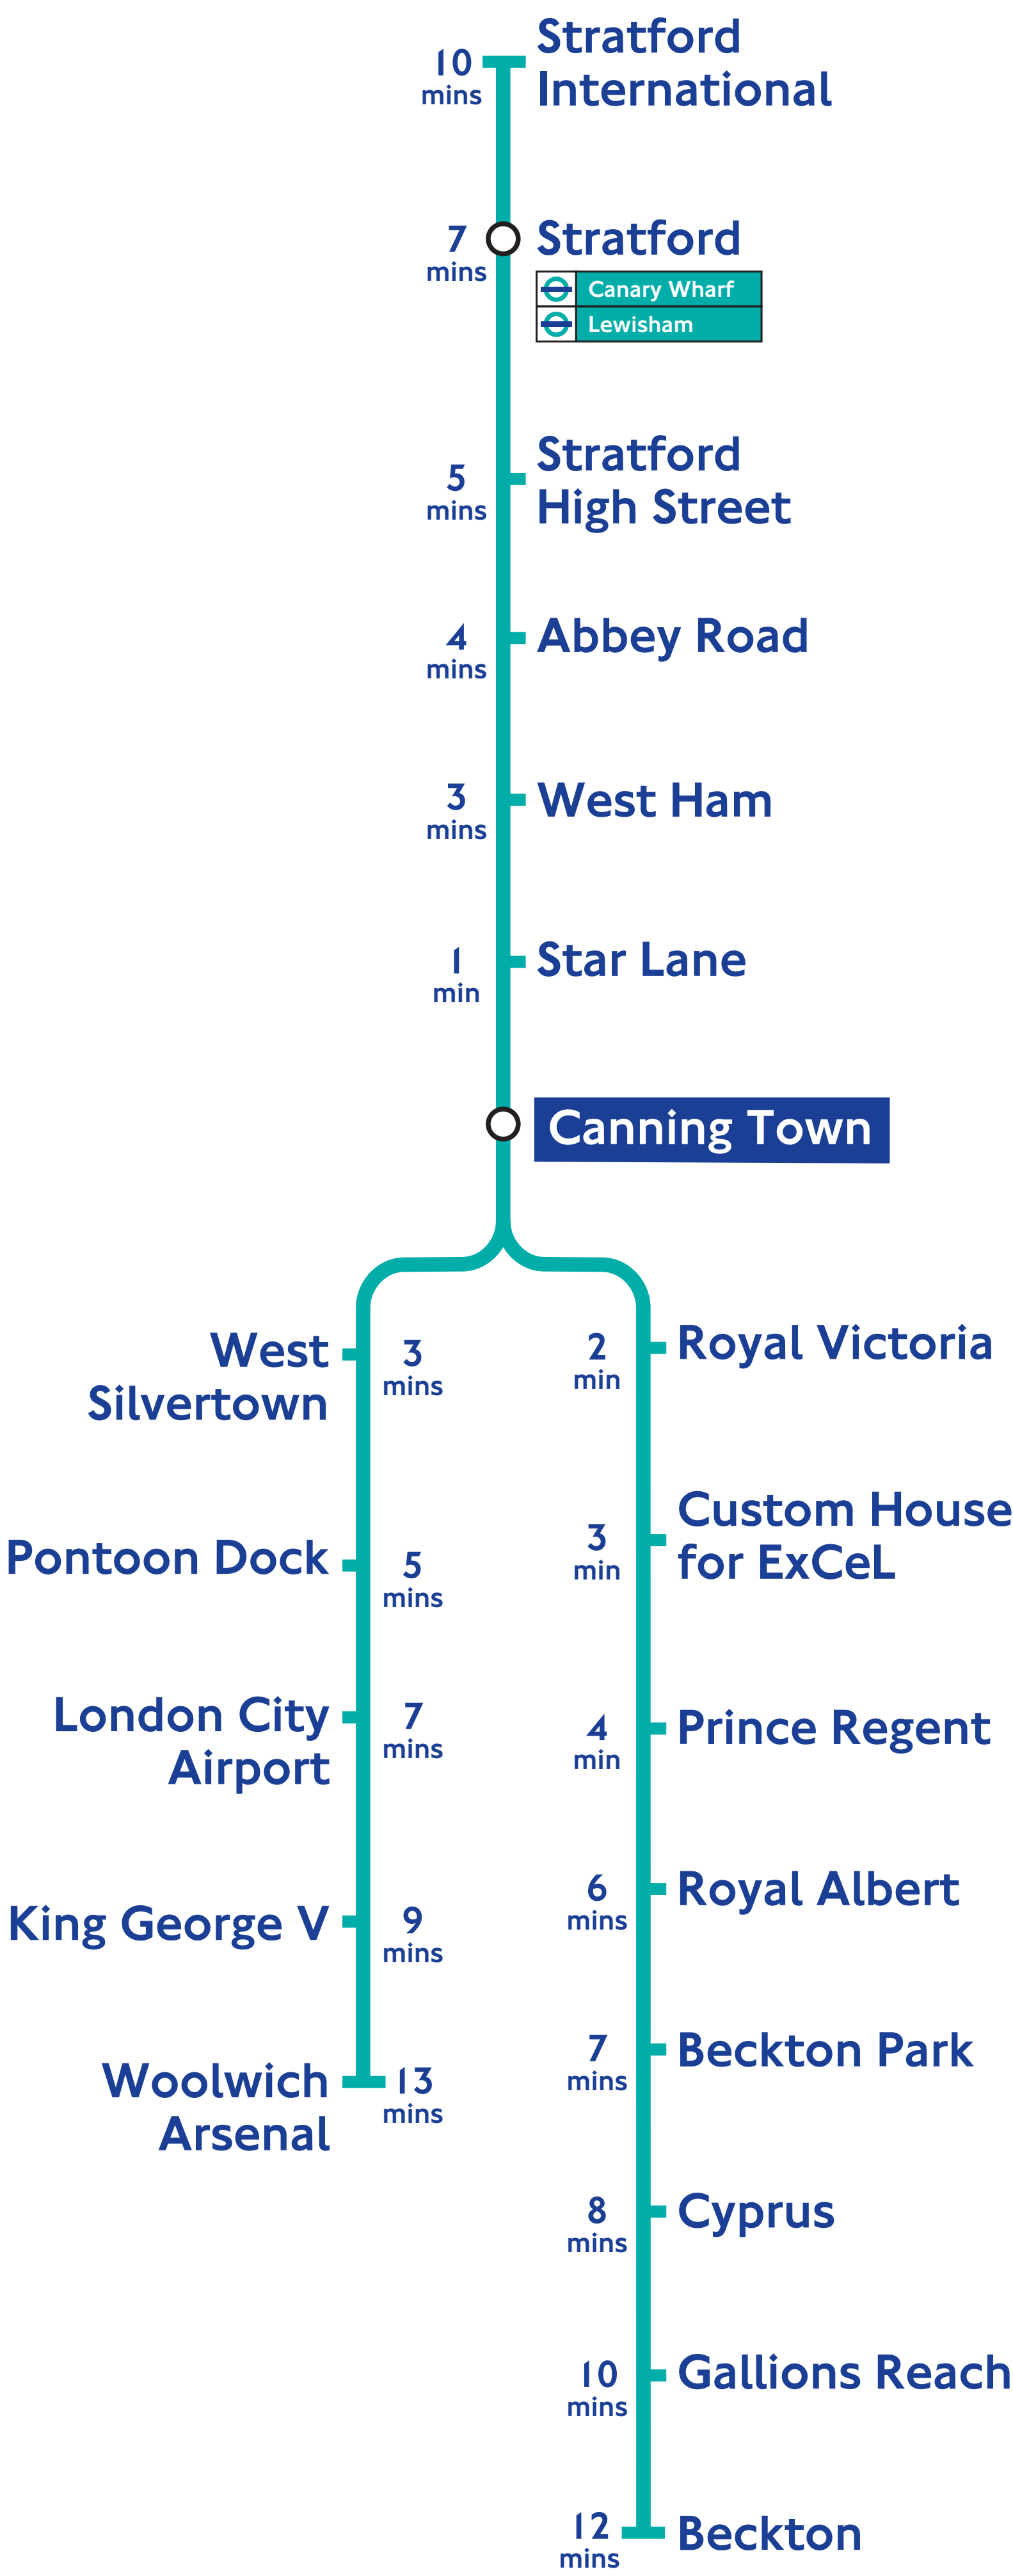 Stratford
International
10
mins
Stratford
7
mins
Canary Wharf
Lewisham
Stratford
High Street
5
mins
Abbey Road
4
mins
West Ham
3
mins
Star Lane
1
min
Canning Town
West
Silvertown
3
mins
Pontoon Dock
5
mins
London City
Airport
7
mins
King George V
9
mins
Woolwich
Arsenal
13
mins
2
min
Royal Victoria
3
min
Custom House
for ExCeL
4
min
Prince Regent
6
mins
Royal Albert
7
mins
Beckton Park
8
mins
Cyprus
10
mins
Gallions Reach
12
mins
Beckton